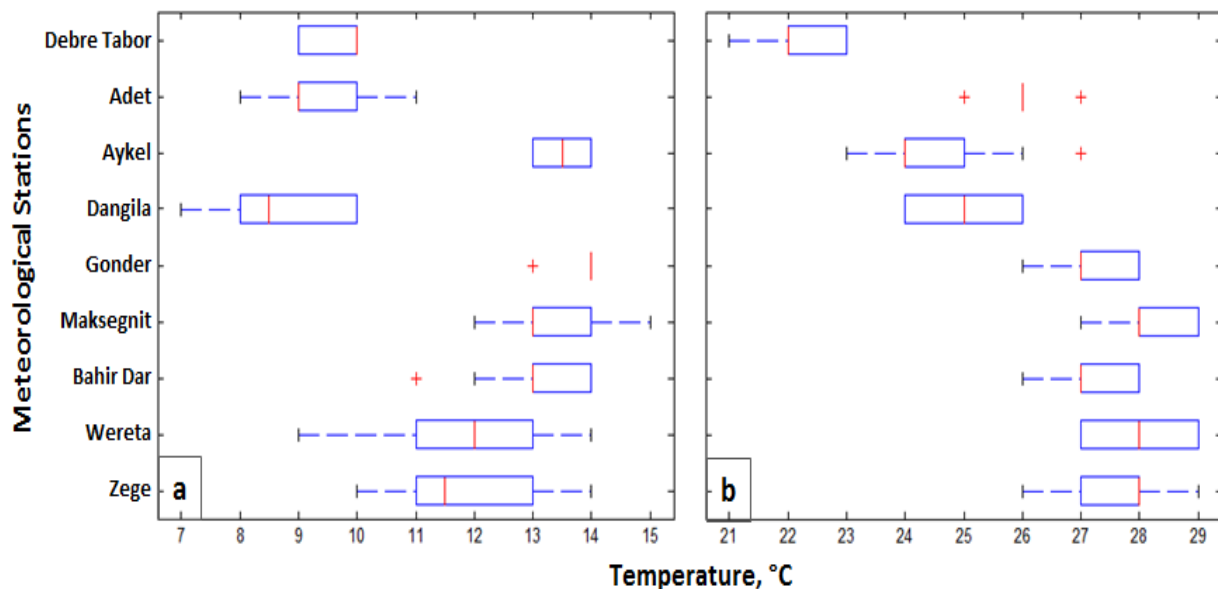 Meteorological Stations
Debre Tabor
Adet
Aykel
Dangila
Gonder
Maksegnit
Bahir Dar
Wereta
Zege
a
b
7 8 9 10 11 12 13 14 15
21 22 23 24 25 26 27 28 29
Temperature, °C